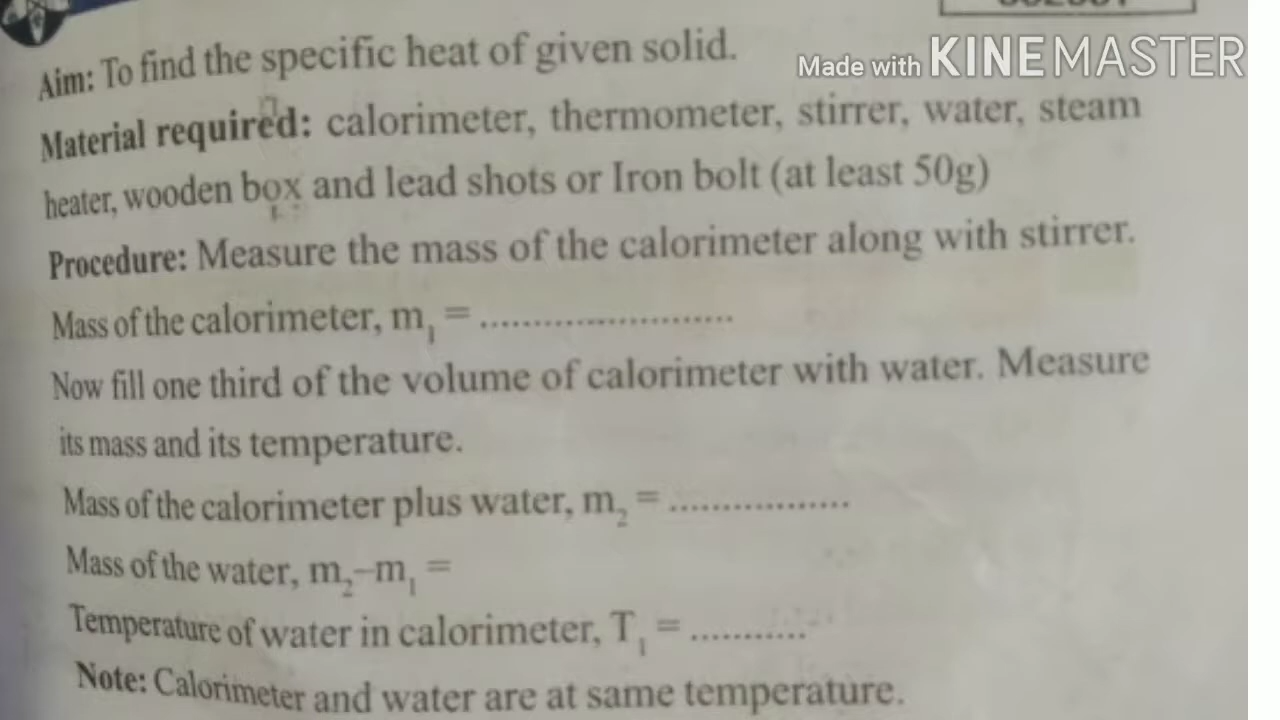 Made with KINEMASTER
Aim: To find the specific heat of given solid.
Material required: calorimeter, thermometer, stirrer, water, steam
heater, wooden box and lead shots or Iron bolt (at least 50g)
Procedure: Measure the mass of the calorimeter along with stirrer.
Mass of the calorimeter, m₁ = ........................
Now fill one third of the volume of calorimeter with water. Measure
its mass and its temperature.
Mass of the calorimeter plus water, m₂ = .................
Mass of the water, m₂–m₁ =
Temperature of water in calorimeter, T₁ = ...........
Note: Calorimeter and water are at same temperature.